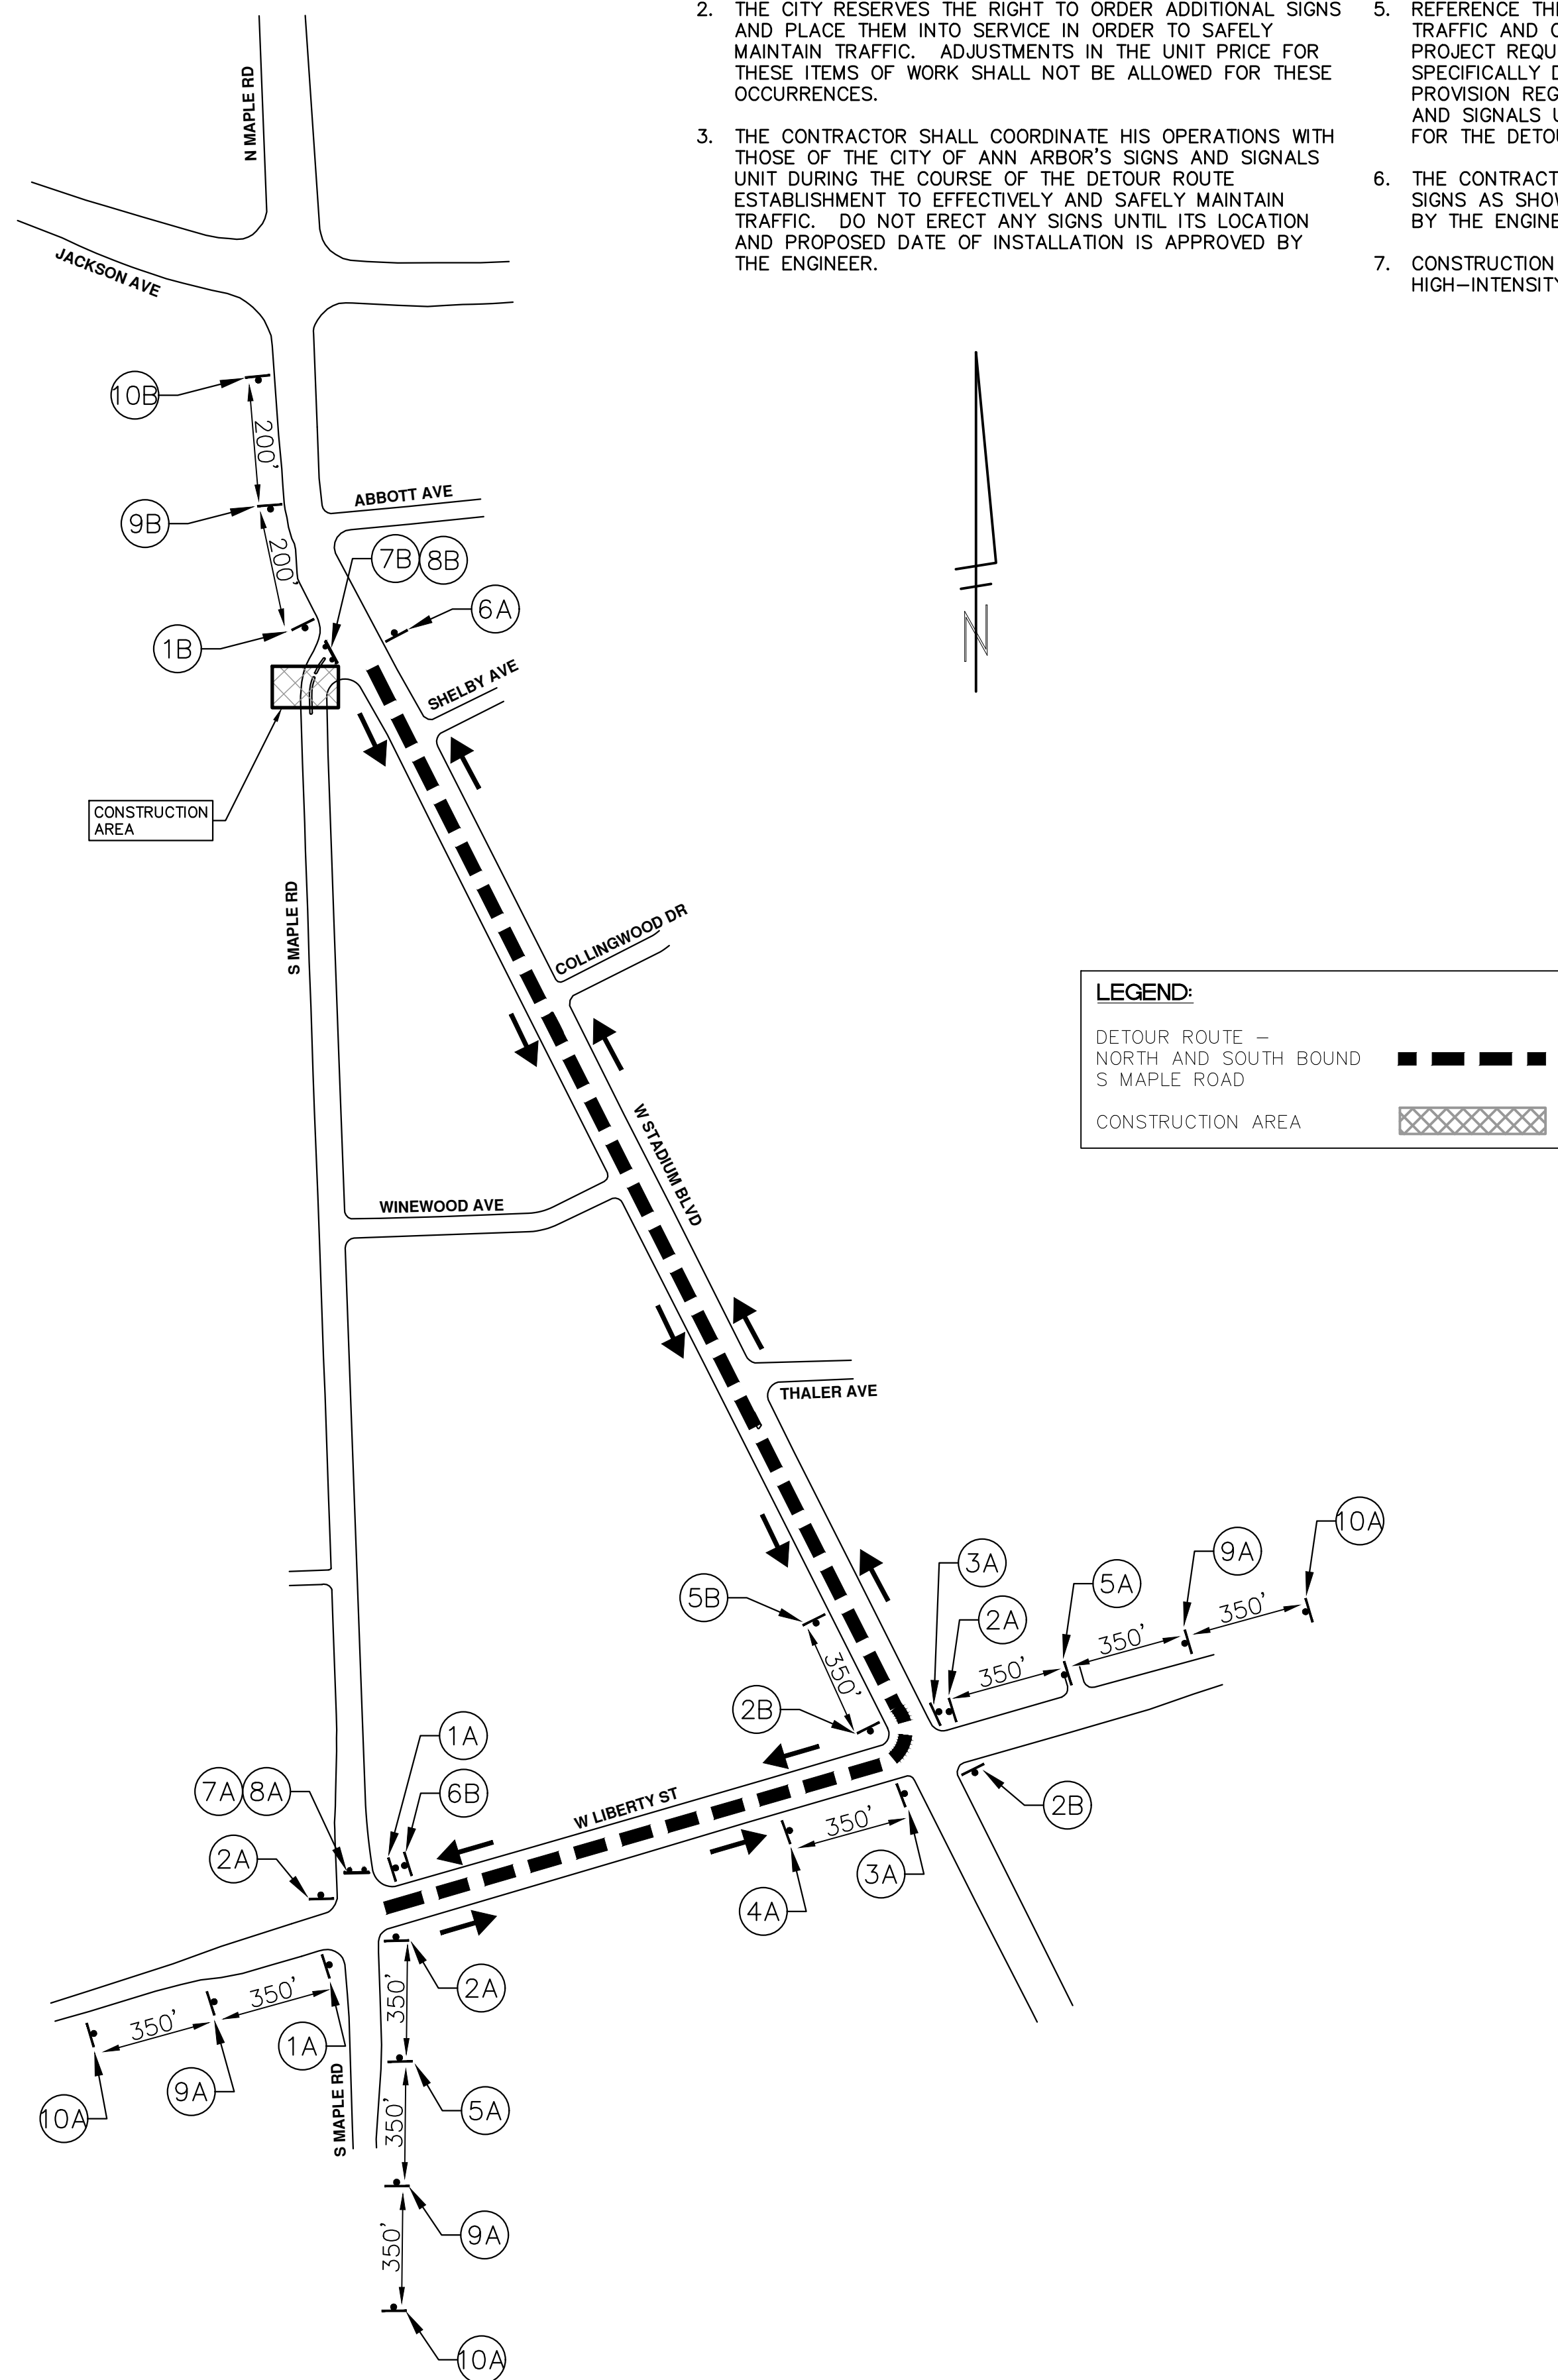 2. THE CITY RESERVES THE RIGHT TO ORDER ADDITIONAL SIGNS
AND PLACE THEM INTO SERVICE IN ORDER TO SAFELY
MAINTAIN TRAFFIC. ADJUSTMENTS IN THE UNIT PRICE FOR
THESE ITEMS OF WORK SHALL NOT BE ALLOWED FOR THESE
OCCURRENCES.
3. THE CONTRACTOR SHALL COORDINATE HIS OPERATIONS WITH
THOSE OF THE CITY OF ANN ARBOR'S SIGNS AND SIGNALS
UNIT DURING THE COURSE OF THE DETOUR ROUTE
ESTABLISHMENT TO EFFECTIVELY AND SAFELY MAINTAIN
TRAFFIC. DO NOT ERECT ANY SIGNS UNTIL ITS LOCATION
AND PROPOSED DATE OF INSTALLATION IS APPROVED BY
THE ENGINEER.
5. REFERENCE TH
TRAFFIC AND
PROJECT REQU
SPECIFICALLY
PROVISION REG
AND SIGNALS
FOR THE DETO
6. THE CONTRACT
SIGNS AS SHO
BY THE ENGINE
7. CONSTRUCTION
HIGH-INTENSITY
N MAPLE RD
JACKSON AVE
10B
200'
ABBOTT AVE
9B
200'
7B
8B
6A
1B
SHELBY AVE
N
CONSTRUCTION
AREA
S MAPLE RD
COLLINGWOOD DR
LEGEND:
DETOUR ROUTE –
NORTH AND SOUTH BOUND
S MAPLE ROAD
CONSTRUCTION AREA
W STADIUM BLVD
WINEWOOD AVE
THALER AVE
10A
9A
3A
5A
5B
2A
350'
350'
350'
350'
2B
1A
7A
8A
6B
W LIBERTY ST
2B
2A
350'
3A
4A
2A
350'
350'
350'
1A
9A
10A
S MAPLE RD
5A
350'
9A
350'
10A